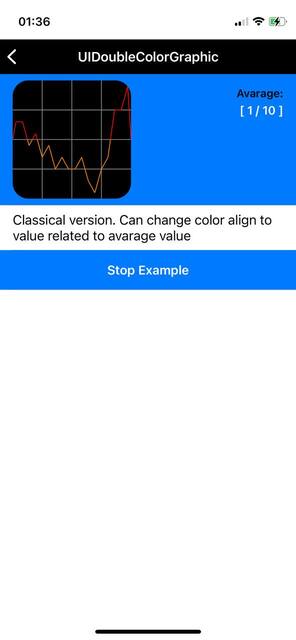 01:36
UIDoubleColorGraphic
Avarage:
[ 1 / 10 ]
Classical version. Can change color align to
value related to avarage value
Stop Example